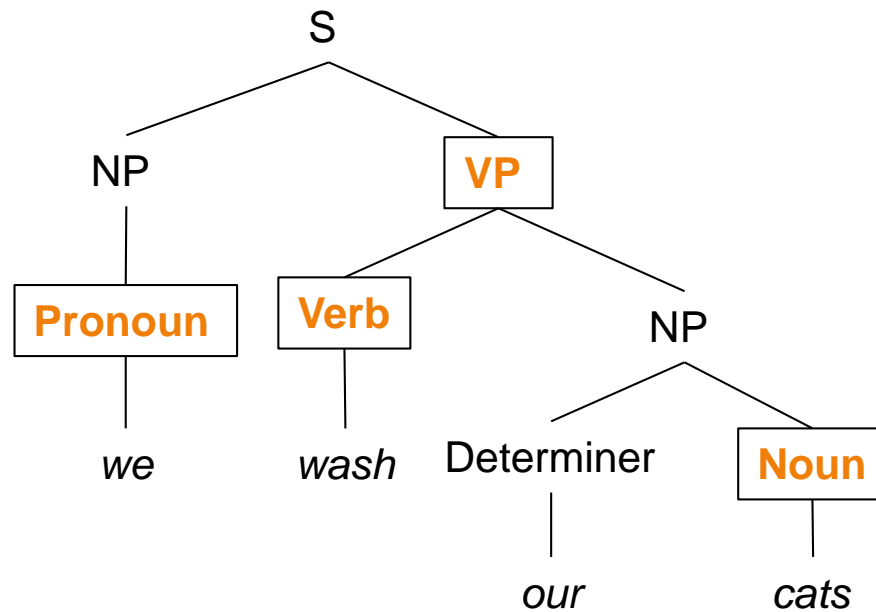 S
NP
VP
Pronoun
Verb
NP
we
wash
Determiner
Noun
our
cats